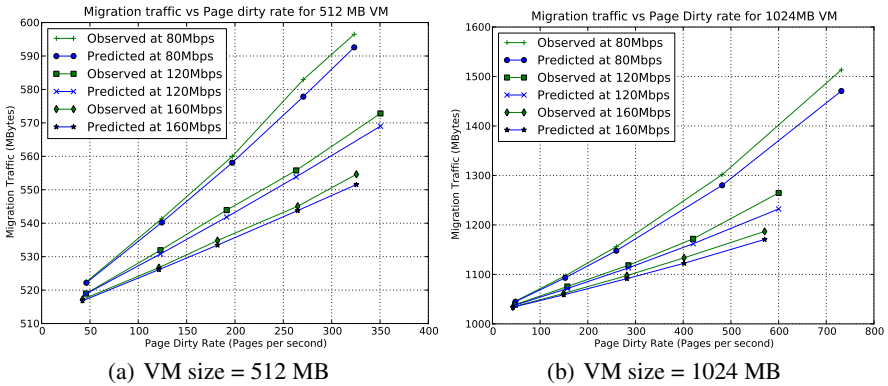 Migration traffic vs Page dirty rate for 512 MB VM
600
590
580
570
560
550
540
530
520
510
Migration Traffic (MBytes)
Observed at 80Mbps
Predicted at 80Mbps
Observed at 120Mbps
Predicted at 120Mbps
Observed at 160Mbps
Predicted at 160Mbps
0 50 100 150 200 250 300 350 400
Page Dirty Rate (Pages per second)
(a) VM size = 512 MB
Migration traffic vs Page Dirty rate for 1024MB VM
1600
1500
1400
1300
1200
1100
1000
Migration Traffic (MBytes)
Observed at 80Mbps
Predicted at 80Mbps
Observed at 120Mbps
Predicted at 120Mbps
Observed at 160Mbps
Predicted at 160Mbps
0 100 200 300 400 500 600 700 800
Page Dirty Rate (Pages per second)
(b) VM size = 1024 MB